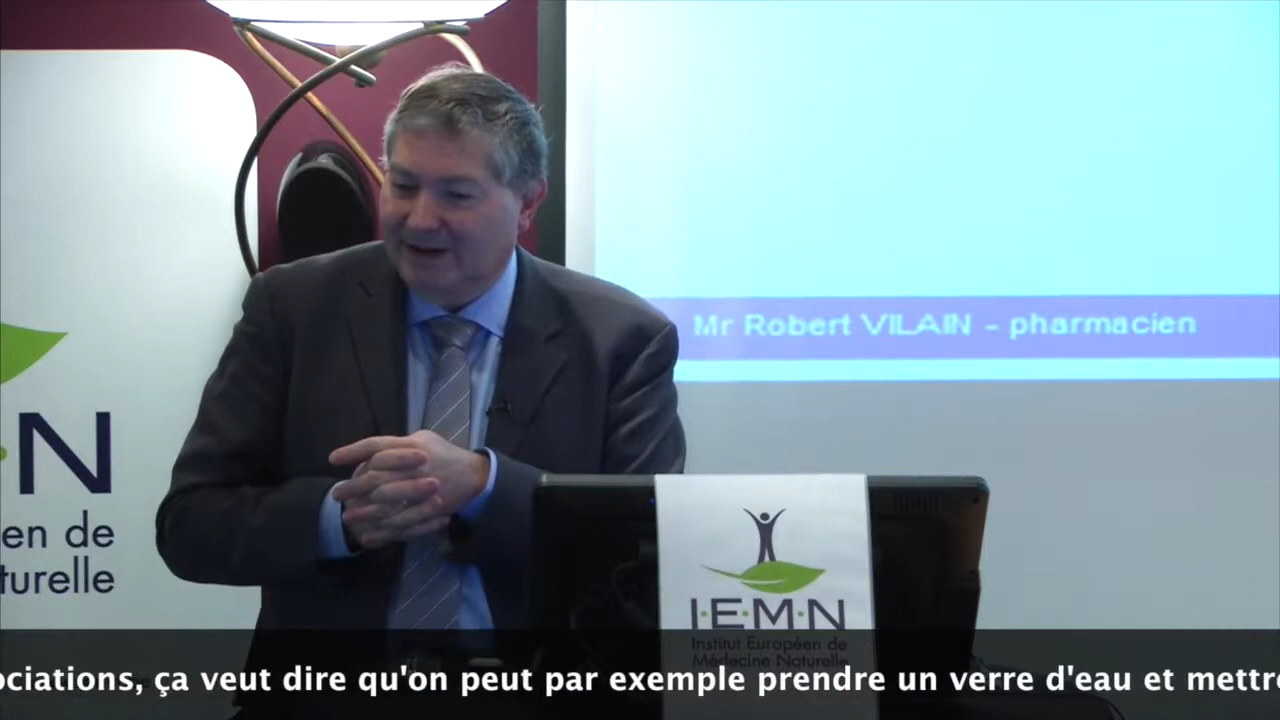 Mr Robert VILAIN - pharmacien
N
en de
turelle
I·E·M·N
Institut Européen de
Médecine Naturelle
ociations, ça veut dire qu'on peut par exemple prendre un verre d'eau et mettre